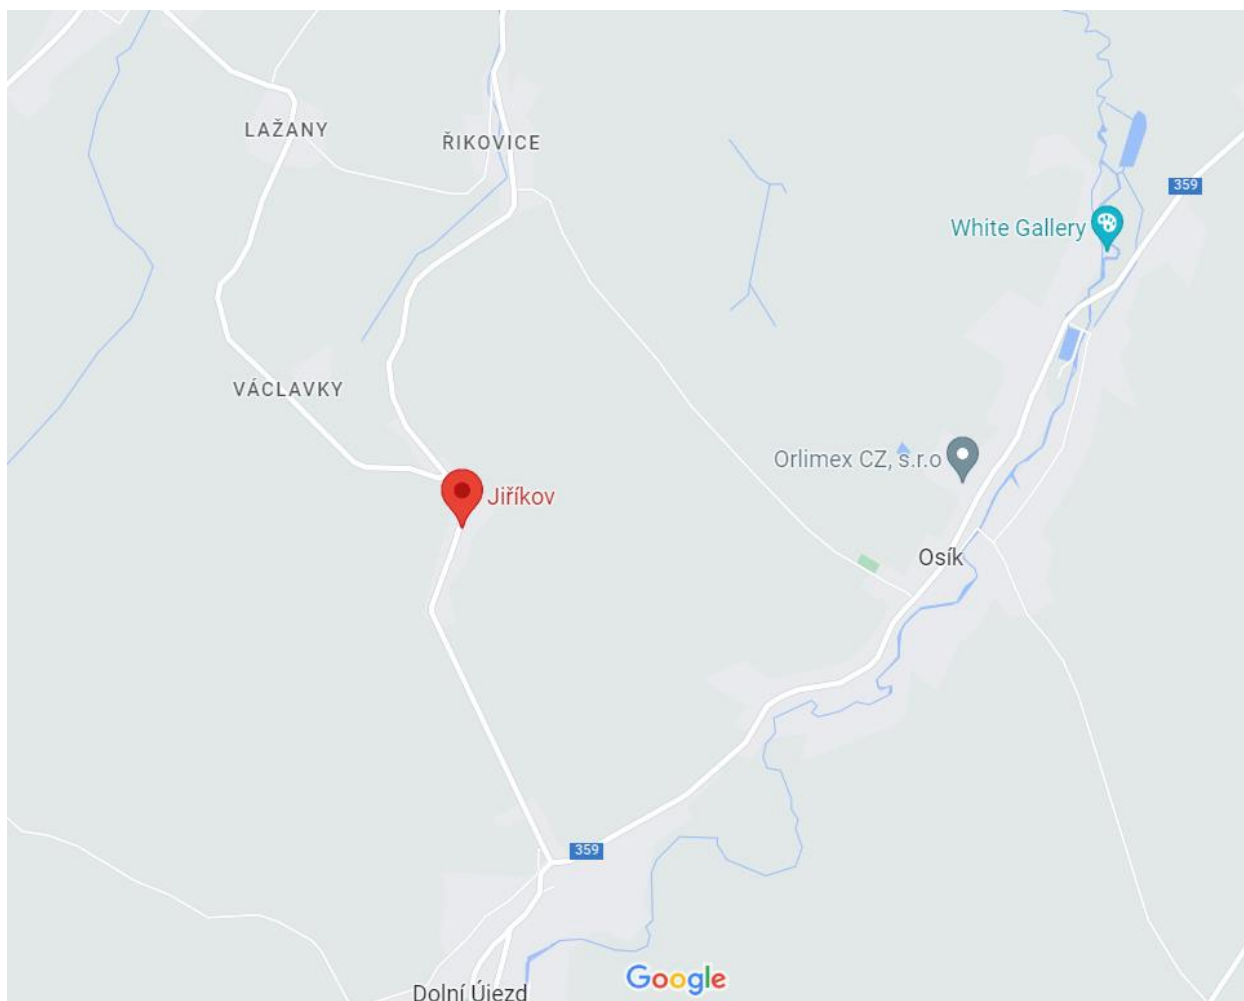 LAŽANY
ŘIKOVICE
359
White Gallery
VÁCLAVKY
Orlimex CZ, s.r.o
Jiříkov
Osík
359
Google
Dolní Újezd